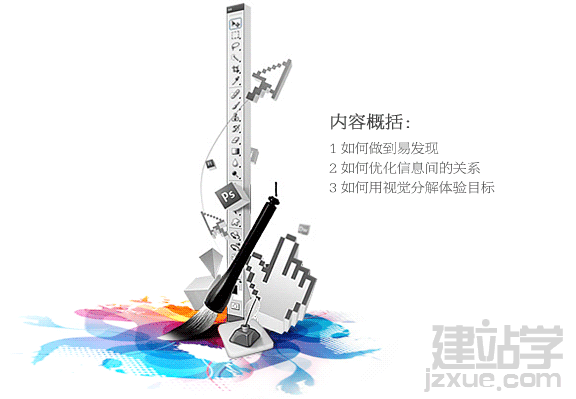 内容概括:
1 如何做到易发现
2 如何优化信息间的关系
3 如何用视觉分解体验目标
Ps
建站学
jzxue.com